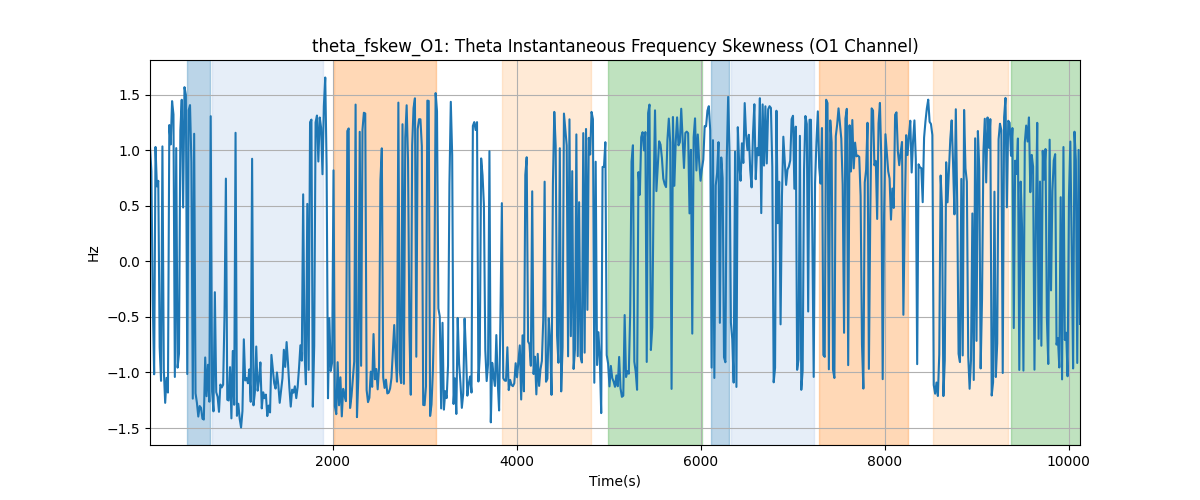 theta_fskew_O1: Theta Instantaneous Frequency Skewness (O1 Channel)
1.5
1.0
0.5
0.0
−0.5
−1.0
−1.5
Hz
2000 4000 6000 8000 10000
Time(s)